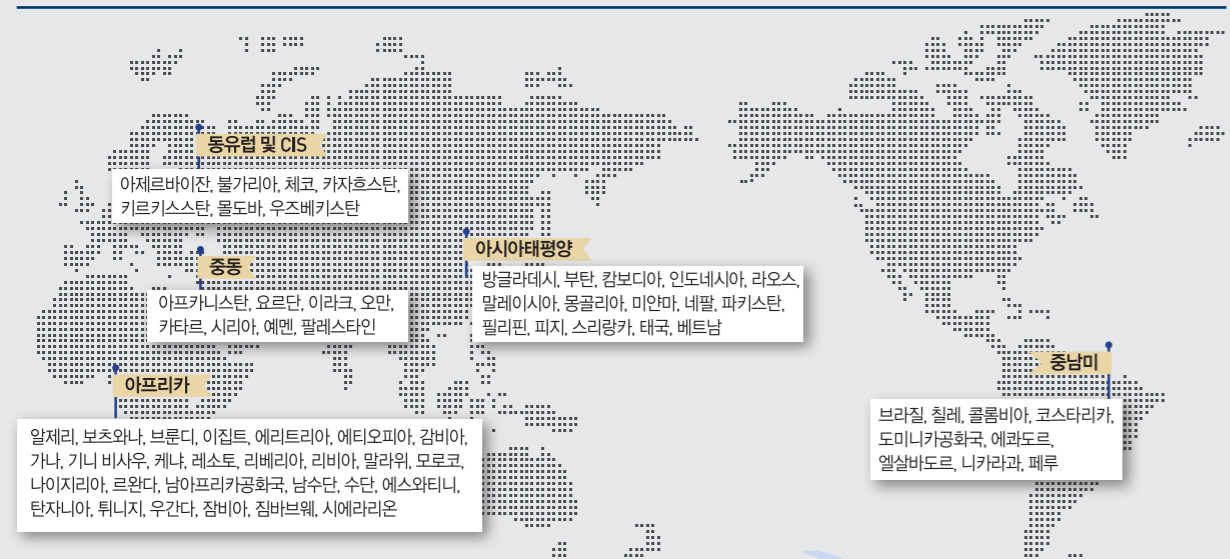 동유럽 및 CIS
아제르바이잔, 불가리아, 체코, 카자흐스탄,
키르키스스탄, 몰도바, 우즈베키스탄
중동
아프카니스탄, 요르단, 이라크, 오만,
카타르, 시리아, 예멘, 팔레스타인
아시아태평양
방글라데시, 부탄, 캄보디아, 인도네시아, 라오스,
말레이시아, 몽골리아, 미얀마, 네팔, 파키스탄,
필리핀, 피지, 스리랑카, 태국, 베트남
아프리카
알제리, 보츠와나, 브룬디, 이집트, 에리트리아, 에티오피아, 감비아,
가나, 기니 비사우, 케냐, 레소토, 리베리아, 리비아, 말라위, 모로코,
나이지리아, 르완다, 남아프리카공화국, 남수단, 수단, 에스와티니,
탄자니아, 튀니지, 우간다, 잠비아, 짐바브웨, 시에라리온
중남미
브라질, 칠레, 콜롬비아, 코스타리카,
도미니카공화국, 에콰도르,
엘살바도르, 니카라과, 페루